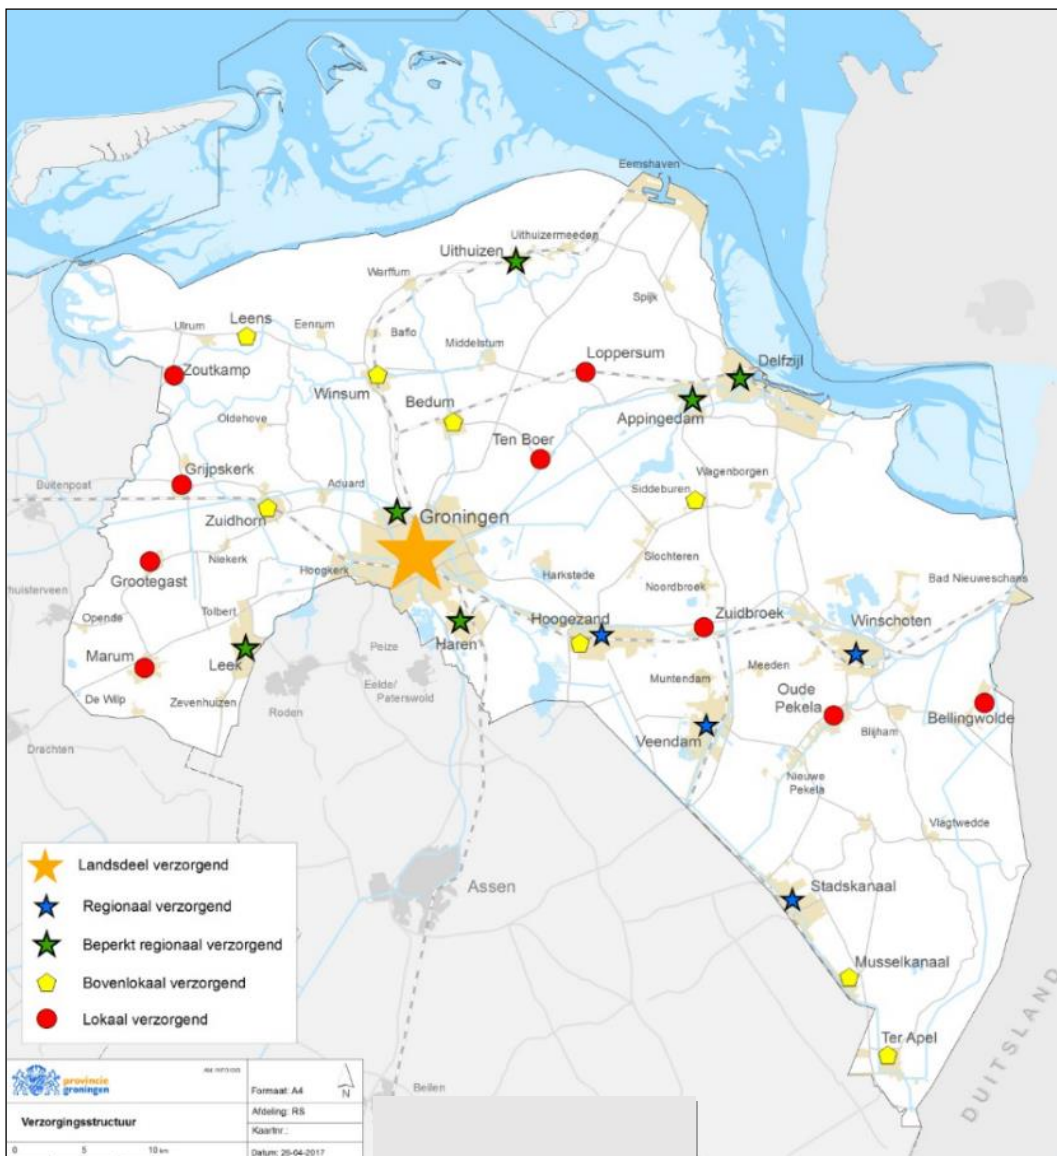 Eemshaven
Uithuizermeeden
Uithuizen
Warffum
Spijk
Leens
Ulrum
Eenrum
Baflo
Middelstum
Loppersum
Delfzijl
Zoutkamp
Winsum
Bedum
Appingedam
Oldehove
Ten Boer
Grijpskerk
Wagenborgen
Buitenpost
Aduard
Siddeburen
Zuidhorn
Groningen
Niekerk
Hoogkerk
Slochteren
Grootegast
Harkstede
Noordbroek
Bad Nieuweschans
Tolbert
Opende
Hoogezand
Zuidbroek
Winschoten
Haren
Marum
Leek
Peize
Meeden
Muntendam
Eelde/
Paterswold
Oude
Pekela
De Wilp
Zevenhuizen
Roden
Bellingwolde
Veendam
Blijham
Drachten
Nieuwe
Pekela
Vlagtwedde
Assen
Stadskanaal
Musselkanaal
Ter Apel
Beilen
DUITSLAND
Landsdeel verzorgend
Regionaal verzorgend
Beperkt regionaal verzorgend
Bovenlokaal verzorgend
Lokaal verzorgend
provincie
groningen
Verzorgingsstructuur
0 5 10 km
Formaat: A4
N
Afdeling: RS
Kaartnr.:
Datum: 26-04-2017